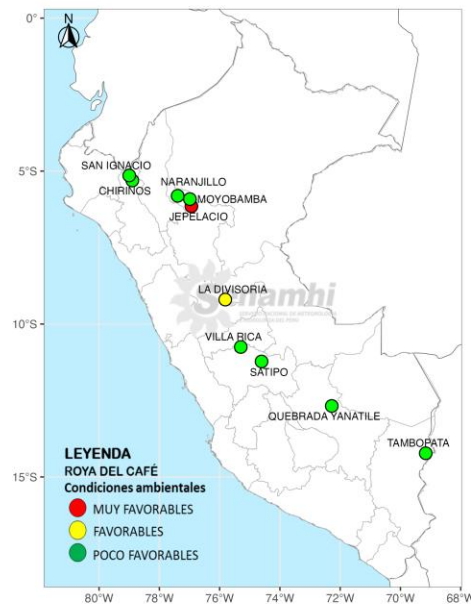 N
0°
SAN IGNACIO
5°S
CHIRINOS
NARANJILLO
MOYOBAMBA
JEPELACIO
LA DIVISORIA
Senamhi
10°S
VILLA RICA
SATIPO
QUEBRADA YANATILE
TAMBOPATA
LEYENDA
ROYA DEL CAFÉ
Condiciones ambientales
15°S
MUY FAVORABLES
FAVORABLES
POCO FAVORABLES
80°W 78°W 76°W 74°W 72°W 70°W 68°W